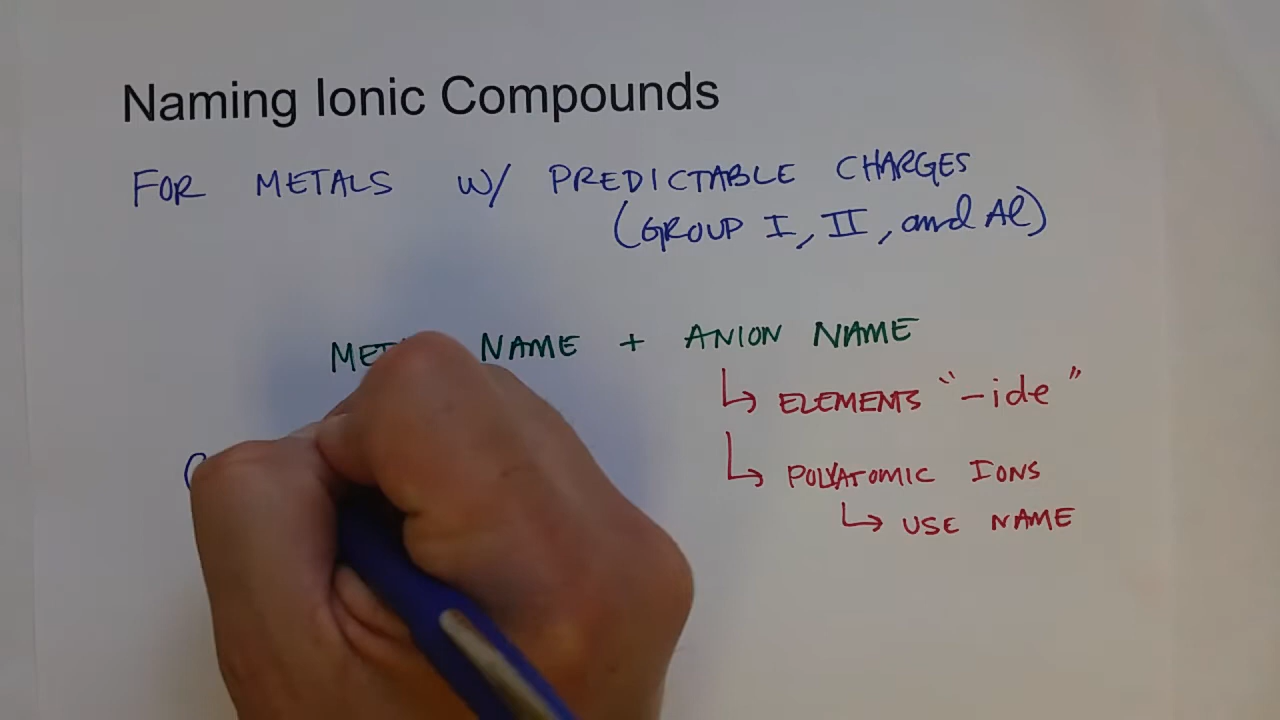 Naming Ionic Compounds
FOR METALS W/ PREDICTABLE CHARGES
(GROUP I, II, and Al)
NAME + ANION NAME
↳ ELEMENTS "-ide"
↳ POLYATOMIC IONS
↳ USE NAME